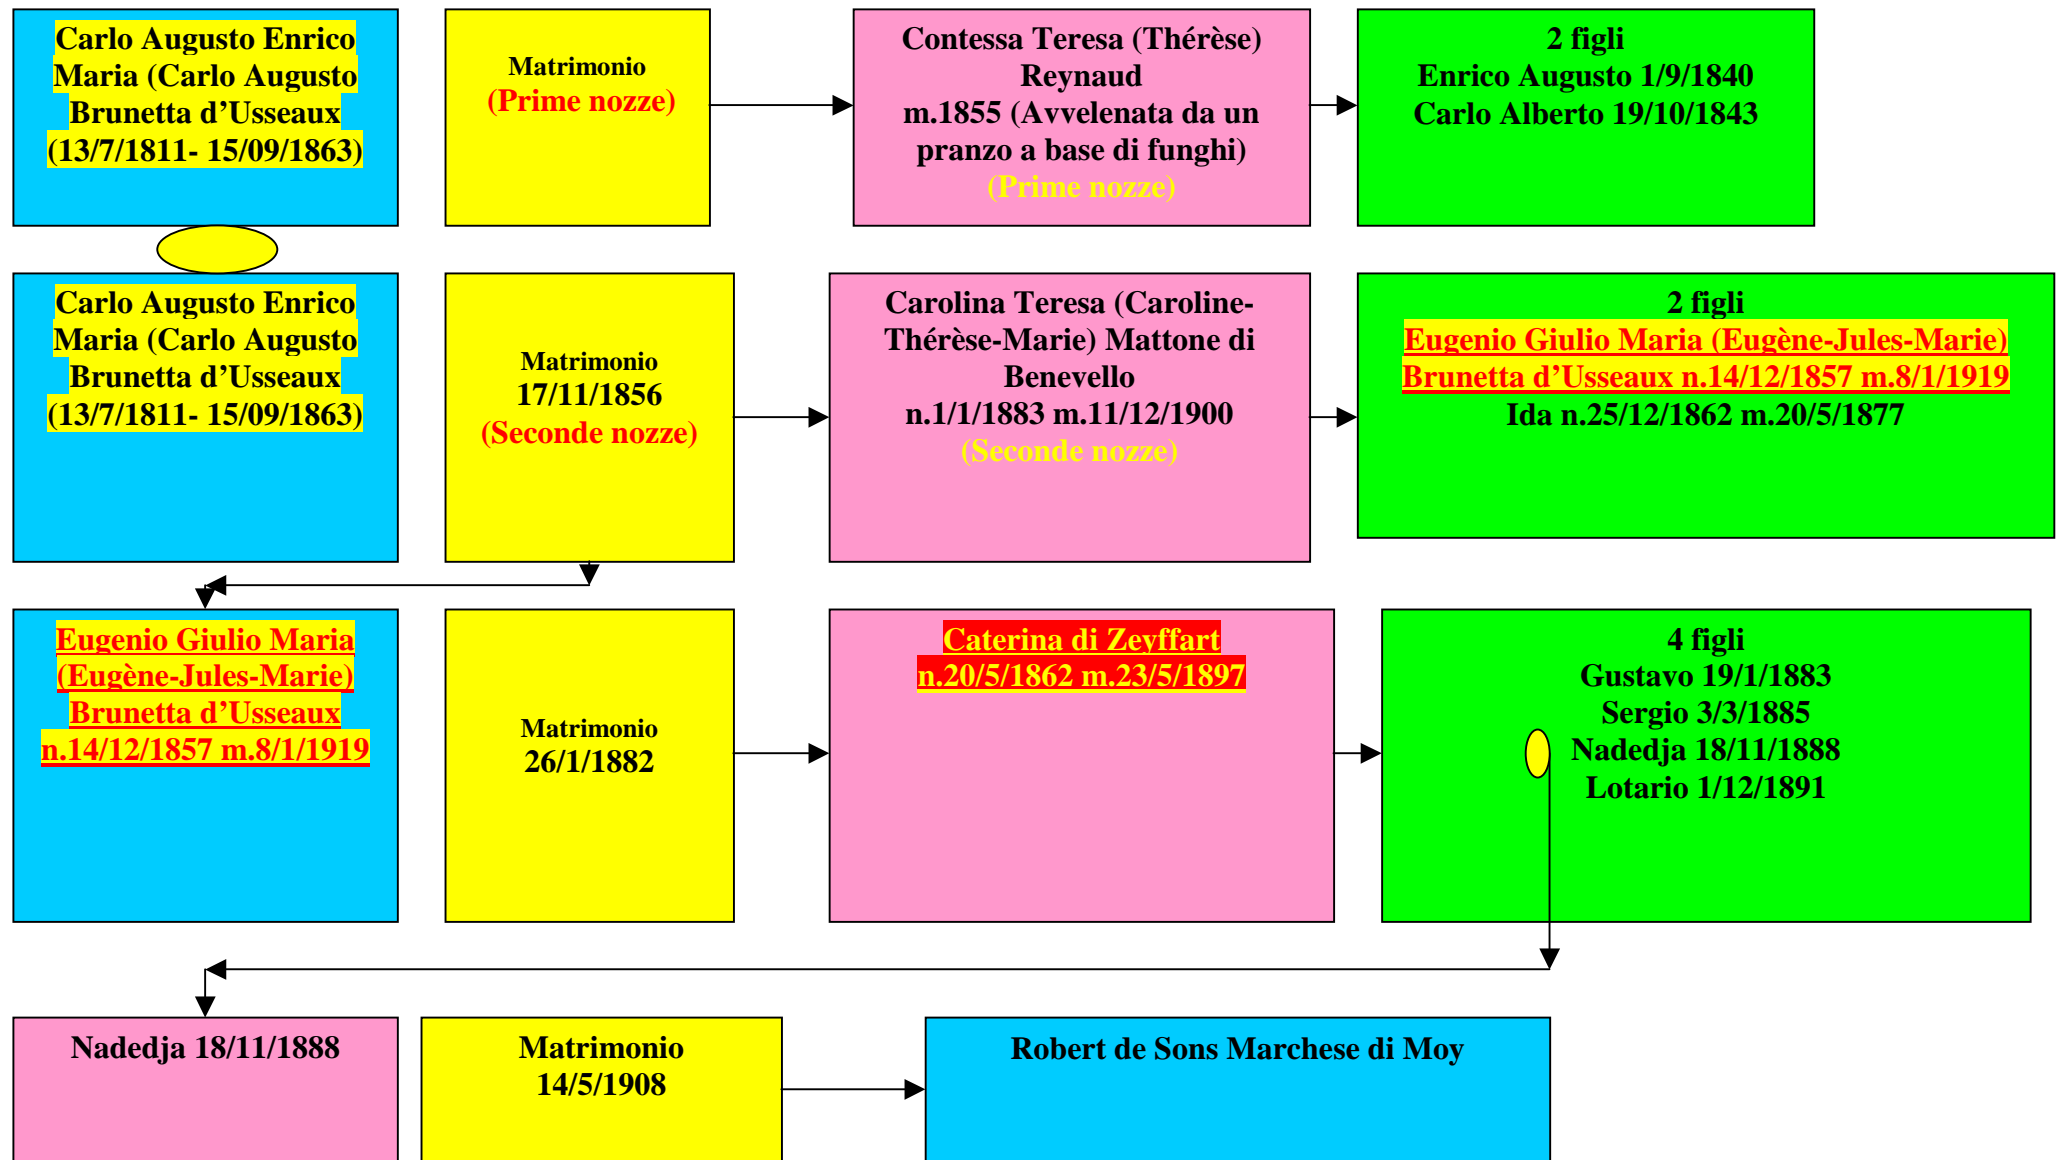 Carlo Augusto Enrico
Maria (Carlo Augusto
Brunetta d’Usseaux
(13/7/1811- 15/09/1863)
Matrimonio
(Prime nozze)
Contessa Teresa (Thérèse)
Reynaud
m.1855 (Avvelenata da un
pranzo a base di funghi)
(Prime nozze)
2 figli
Enrico Augusto 1/9/1840
Carlo Alberto 19/10/1843
Carlo Augusto Enrico
Maria (Carlo Augusto
Brunetta d’Usseaux
(13/7/1811- 15/09/1863)
Matrimonio
17/11/1856
(Seconde nozze)
Carolina Teresa (Caroline-
Thérèse-Marie) Mattone di
Benevello
n.1/1/1883 m.11/12/1900
(Seconde nozze)
2 figli
Eugenio Giulio Maria (Eugène-Jules-Marie)
Brunetta d’Usseaux n.14/12/1857 m.8/1/1919
Ida n.25/12/1862 m.20/5/1877
Eugenio Giulio Maria
(Eugène-Jules-Marie)
Brunetta d’Usseaux
n.14/12/1857 m.8/1/1919
Matrimonio
26/1/1882
Caterina di Zeyffart
n.20/5/1862 m.23/5/1897
4 figli
Gustavo 19/1/1883
Sergio 3/3/1885
Nadedja 18/11/1888
Lotario 1/12/1891
Nadedja 18/11/1888
Matrimonio
14/5/1908
Robert de Sons Marchese di Moy